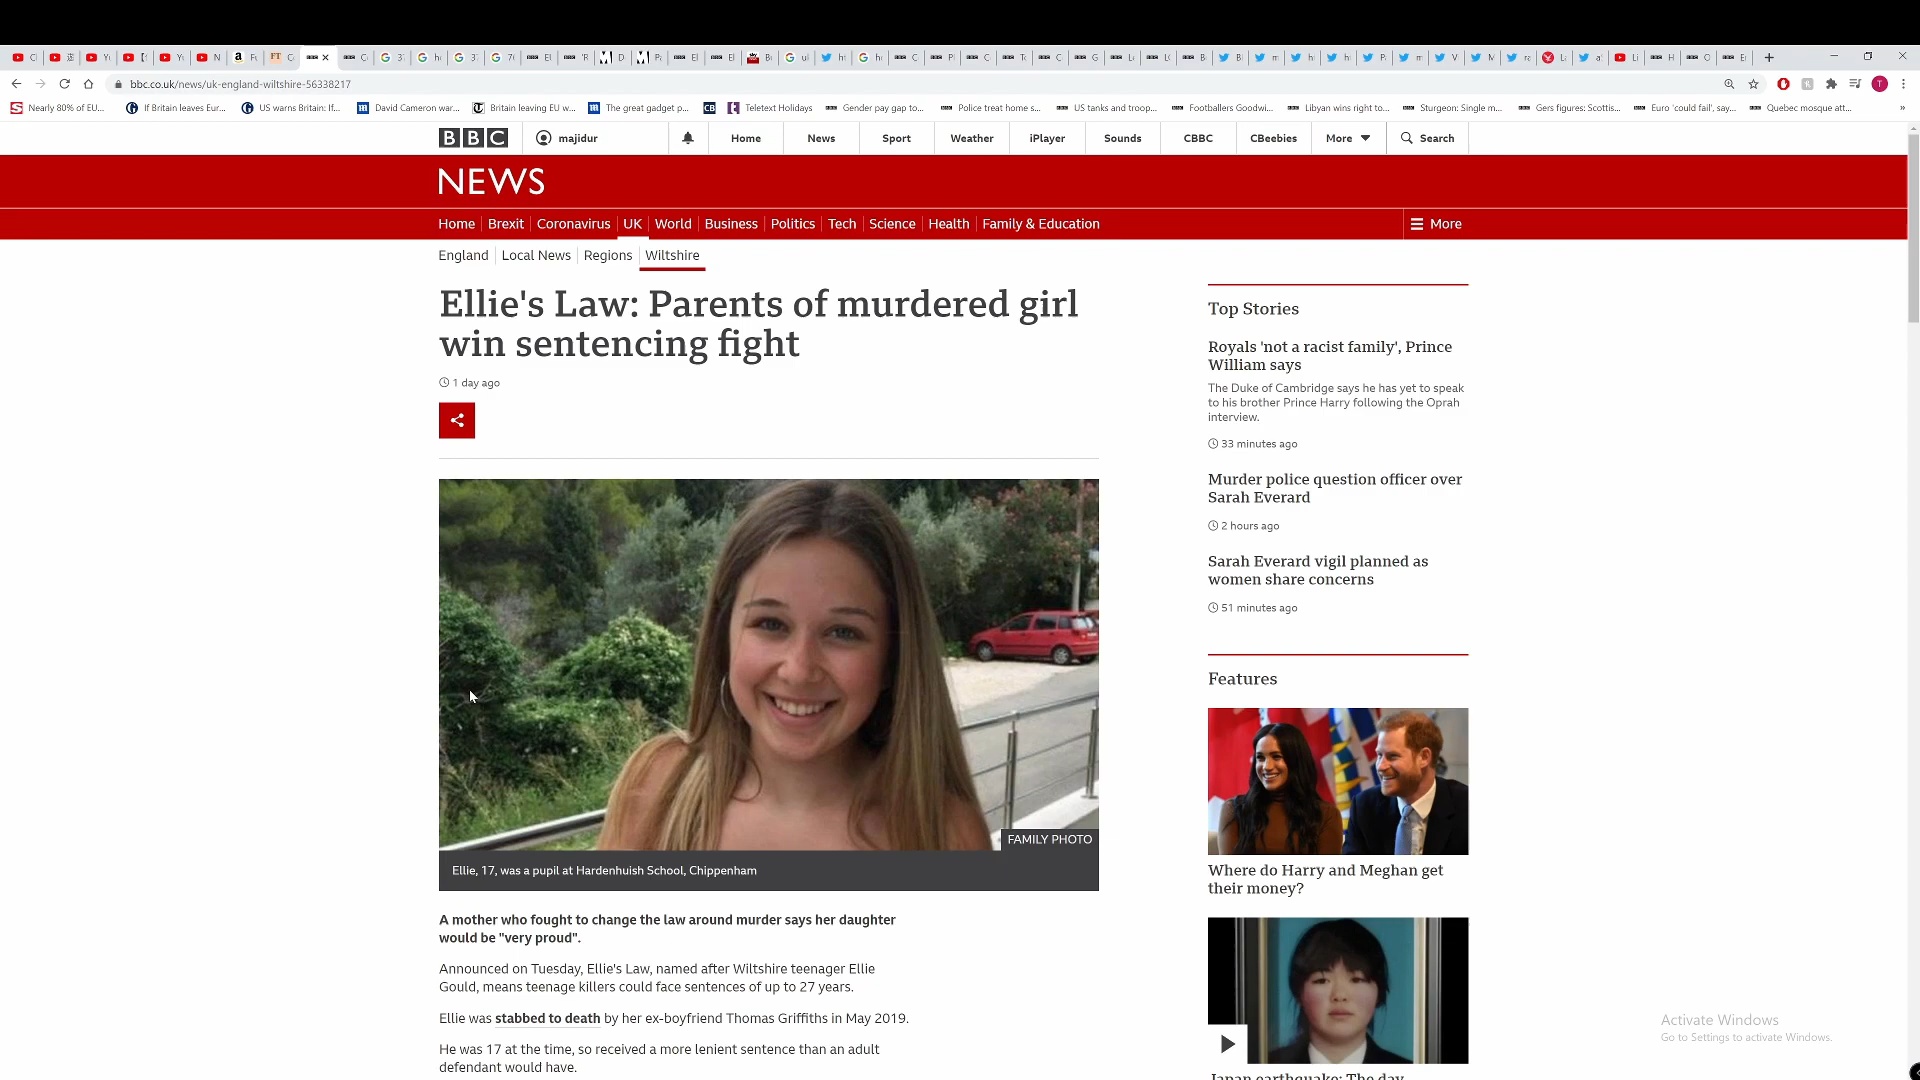 bbc.co.uk/news/uk-england-wiltshire-56338217
Nearly 80% of EU... If Britain leaves Eur... US warns Britain: If... David Cameron war... Britain leaving EU w... The great gadget p... CB Teletext Holidays Gender pay gap to... Police treat home s... US tanks and troop... Footballers Goodwi... Libyan wins right to... Sturgeon: Single m... Gers figures: Scottis... Euro 'could fail', say... Quebec mosque att...
BBC majidur Home News Sport Weather iPlayer Sounds CBBC CBeebies More Search
NEWS
Home Brexit Coronavirus UK World Business Politics Tech Science Health Family & Education More
England Local News Regions Wiltshire
Ellie's Law: Parents of murdered girl
win sentencing fight
1 day ago
FAMILY PHOTO
Ellie, 17, was a pupil at Hardenhuish School, Chippenham
A mother who fought to change the law around murder says her daughter
would be "very proud".
Announced on Tuesday, Ellie's Law, named after Wiltshire teenager Ellie
Gould, means teenage killers could face sentences of up to 27 years.
Ellie was stabbed to death by her ex-boyfriend Thomas Griffiths in May 2019.
He was 17 at the time, so received a more lenient sentence than an adult
defendant would have.
Top Stories
Royals 'not a racist family', Prince
William says
The Duke of Cambridge says he has yet to speak
to his brother Prince Harry following the Oprah
interview.
33 minutes ago
Murder police question officer over
Sarah Everard
2 hours ago
Sarah Everard vigil planned as
women share concerns
51 minutes ago
Features
Where do Harry and Meghan get
their money?
Japan earthquake: The day
Activate Windows
Go to Settings to activate Windows.